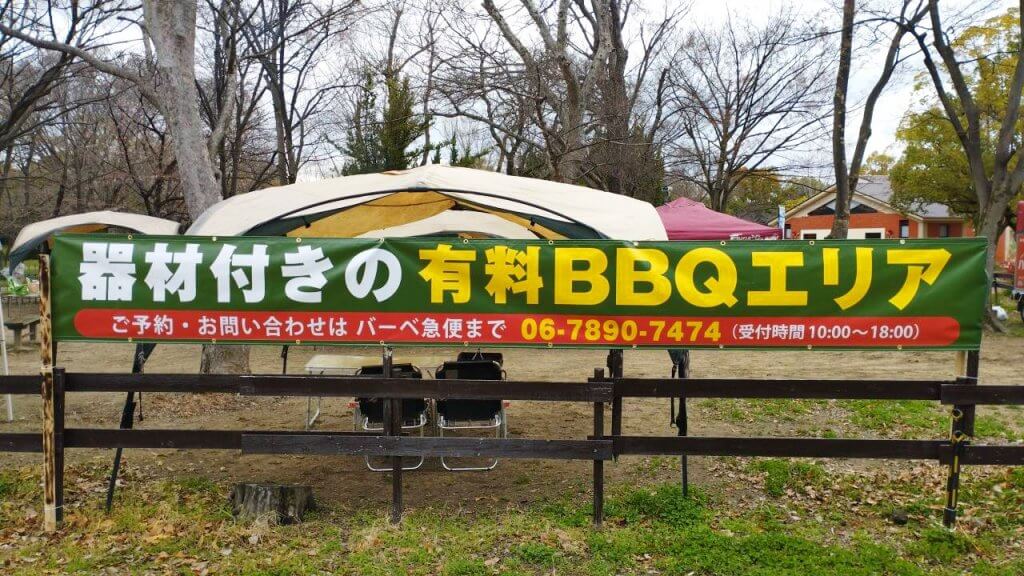 器材付きの 有料BBQエリア
ご予約・お問い合わせは バーベ急便まで 06-7890-7474 (受付時間 10:00～18:00)